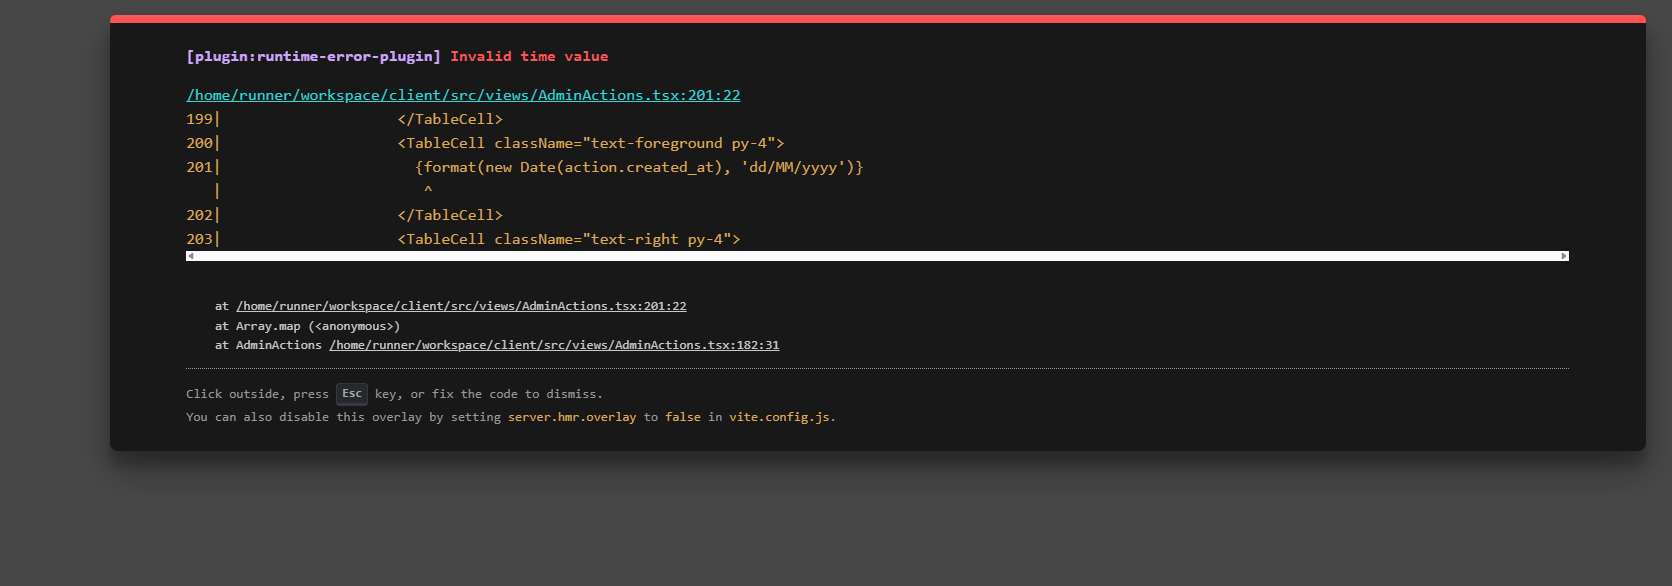 [plugin:runtime-error-plugin] Invalid time value
/home/runner/workspace/client/src/views/AdminActions.tsx:201:22
199|                    </TableCell>
200|                    <TableCell className="text-foreground py-4">
201|                      {format(new Date(action.created_at), 'dd/MM/yyyy')}
   |                       ^
202|                    </TableCell>
203|                    <TableCell className="text-right py-4">
at /home/runner/workspace/client/src/views/AdminActions.tsx:201:22
at Array.map (<anonymous>)
at AdminActions /home/runner/workspace/client/src/views/AdminActions.tsx:182:31
Click outside, press Esc key, or fix the code to dismiss.
You can also disable this overlay by setting server.hmr.overlay to false in vite.config.js.